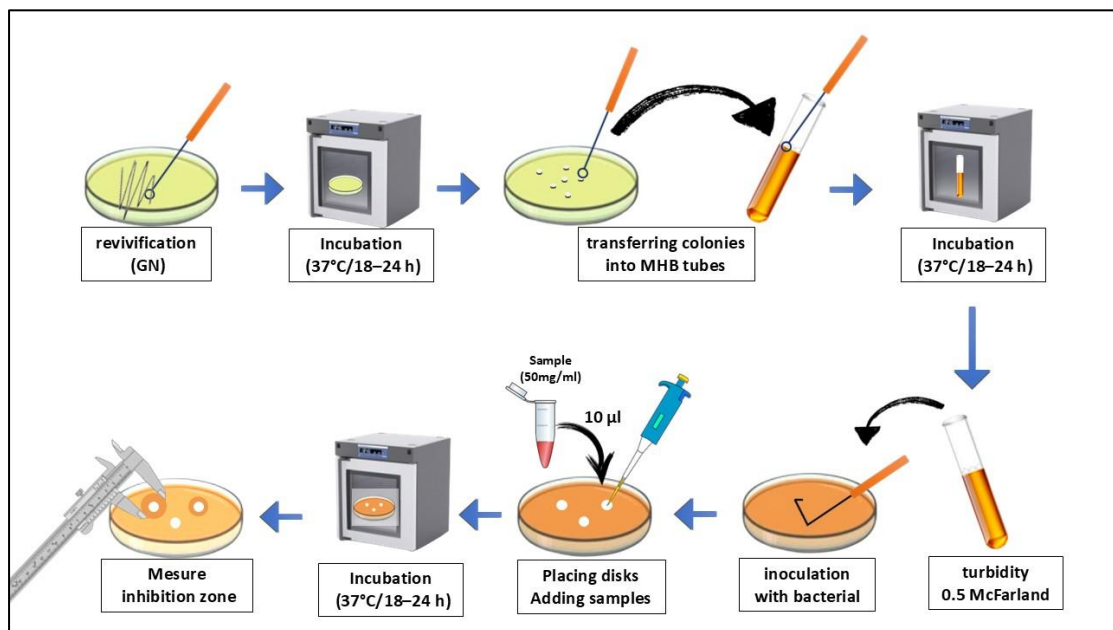 revivification
(GN)
Incubation
(37°C/18–24 h)
transferring colonies
into MHB tubes
Incubation
(37°C/18–24 h)
turbidity
0.5 McFarland
inoculation
with bacterial
Sample
(50mg/ml)
10 µl
Placing disks
Adding samples
Incubation
(37°C/18–24 h)
Mesure
inhibition zone